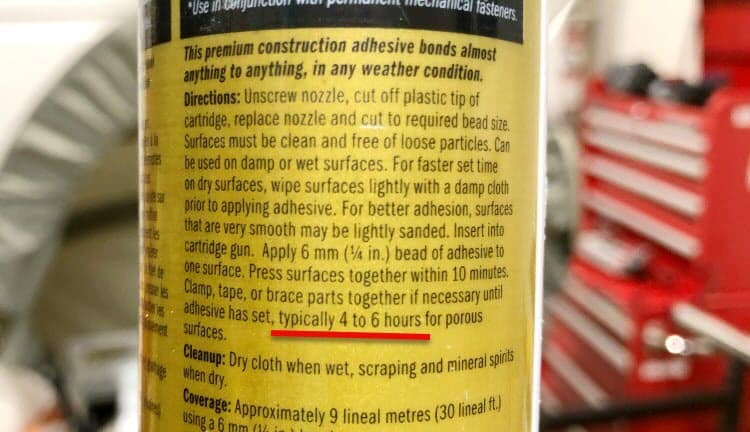 *Use in conjunction with permanent mechanical fasteners.
This premium construction adhesive bonds almost
anything to anything, in any weather condition.
Directions: Unscrew nozzle, cut off plastic tip of
cartridge, replace nozzle and cut to required bead size.
Surfaces must be clean and free of loose particles. Can
be used on damp or wet surfaces. For faster set time
on dry surfaces, wipe surfaces lightly with a damp cloth
prior to applying adhesive. For better adhesion, surfaces
that are very smooth may be lightly sanded. Insert into
cartridge gun. Apply 6 mm (¼ in.) bead of adhesive to
one surface. Press surfaces together within 10 minutes.
Clamp, tape, or brace parts together if necessary until
adhesive has set, typically 4 to 6 hours for porous
surfaces.
Cleanup: Dry cloth when wet, scraping and mineral spirits
when dry.
Coverage: Approximately 9 lineal metres (30 lineal ft.)
using a 6 mm (¼ in.)